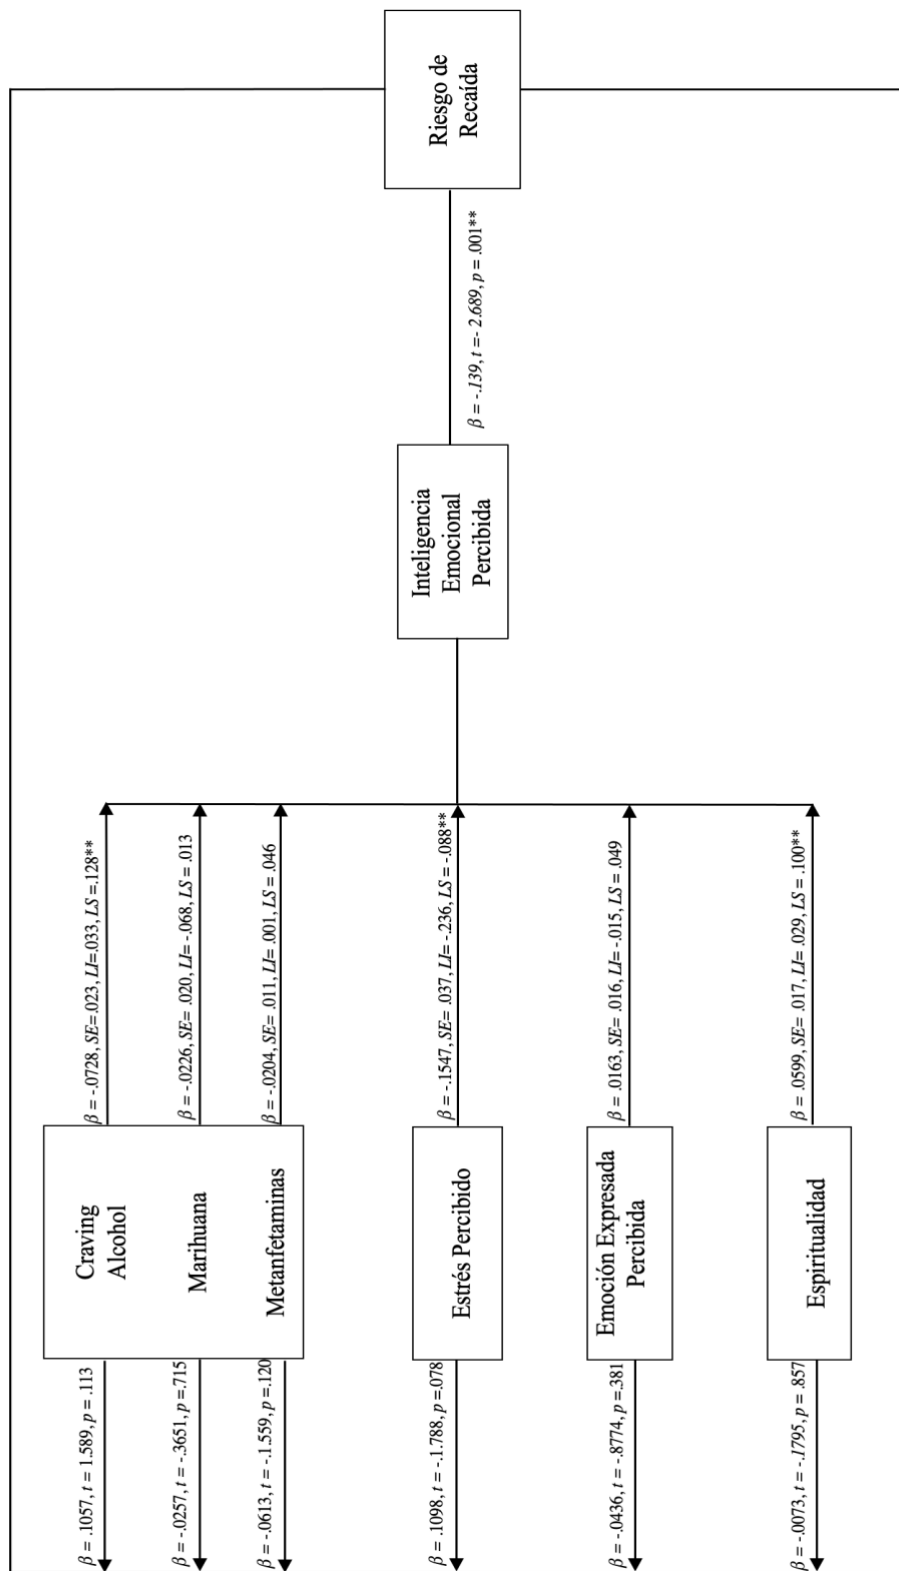 β = .1057, t = 1.589, p = .113
Craving
Alcohol
β = -.0728, SE= .023, LI=.033, LS =.128**
β = -.0257, t = -.3651, p =.715
Marihuana
β = -.0226, SE= .020, LI= -.068, LS = .013
β = -.0613, t = -1.559, p =.120
Metanfetaminas
β = -.0204, SE= .011, LI= .001, LS = .046
Inteligencia
Emocional
Percibida
β = -.139, t =- 2.689, p = .001**
Riesgo de
Recaída
β = .1098, t = -1.788, p =.078
Estrés Percibido
β = -.1547, SE= .037, LI= -.236, LS = -.088**
β = -.0436, t = -.8774, p =.381
Emoción Expresada
Percibida
β = .0163, SE= .016, LI= -.015, LS = .049
β = -.0073, t = -.1795, p = .857
Espiritualidad
β = .0599, SE= .017, LI= .029, LS = .100**